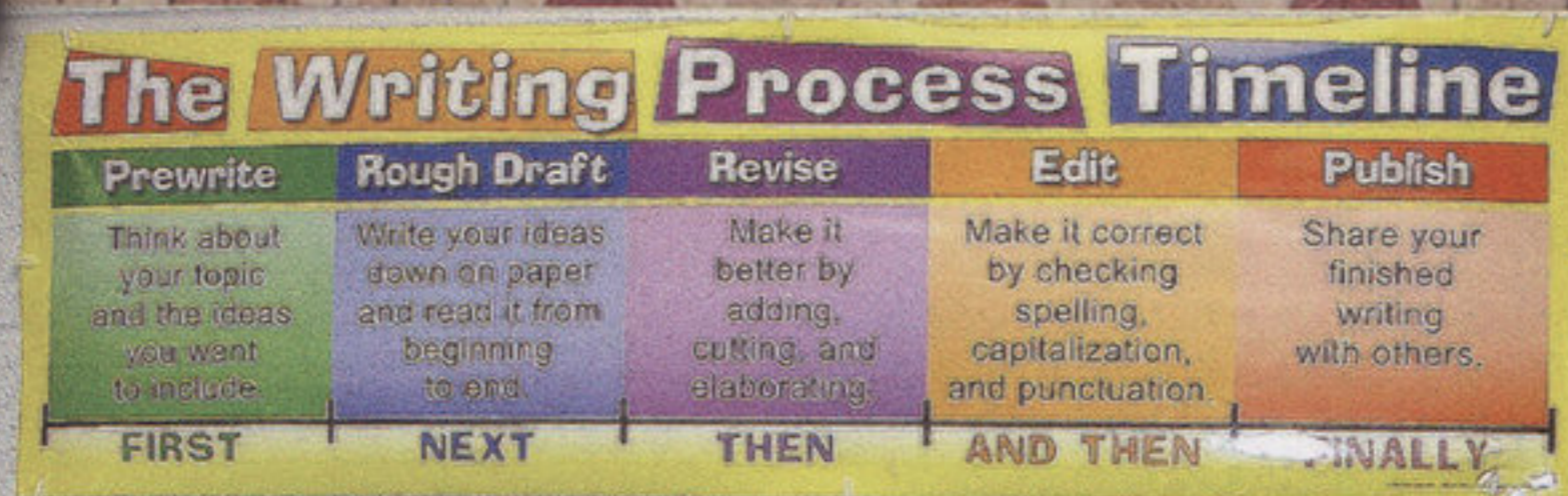 The Writing Process Timeline
Prewrite
Think about
your topic
and the ideas
you want
to include.
Rough Draft
Write your ideas
down on paper
and read it from
beginning
to end.
Revise
Make it
better by
adding,
cutting, and
elaborating.
Edit
Make it correct
by checking
spelling,
capitalization,
and punctuation.
Publish
Share your
finished
writing
with others.
FIRST
NEXT
THEN
AND THEN
FINALLY